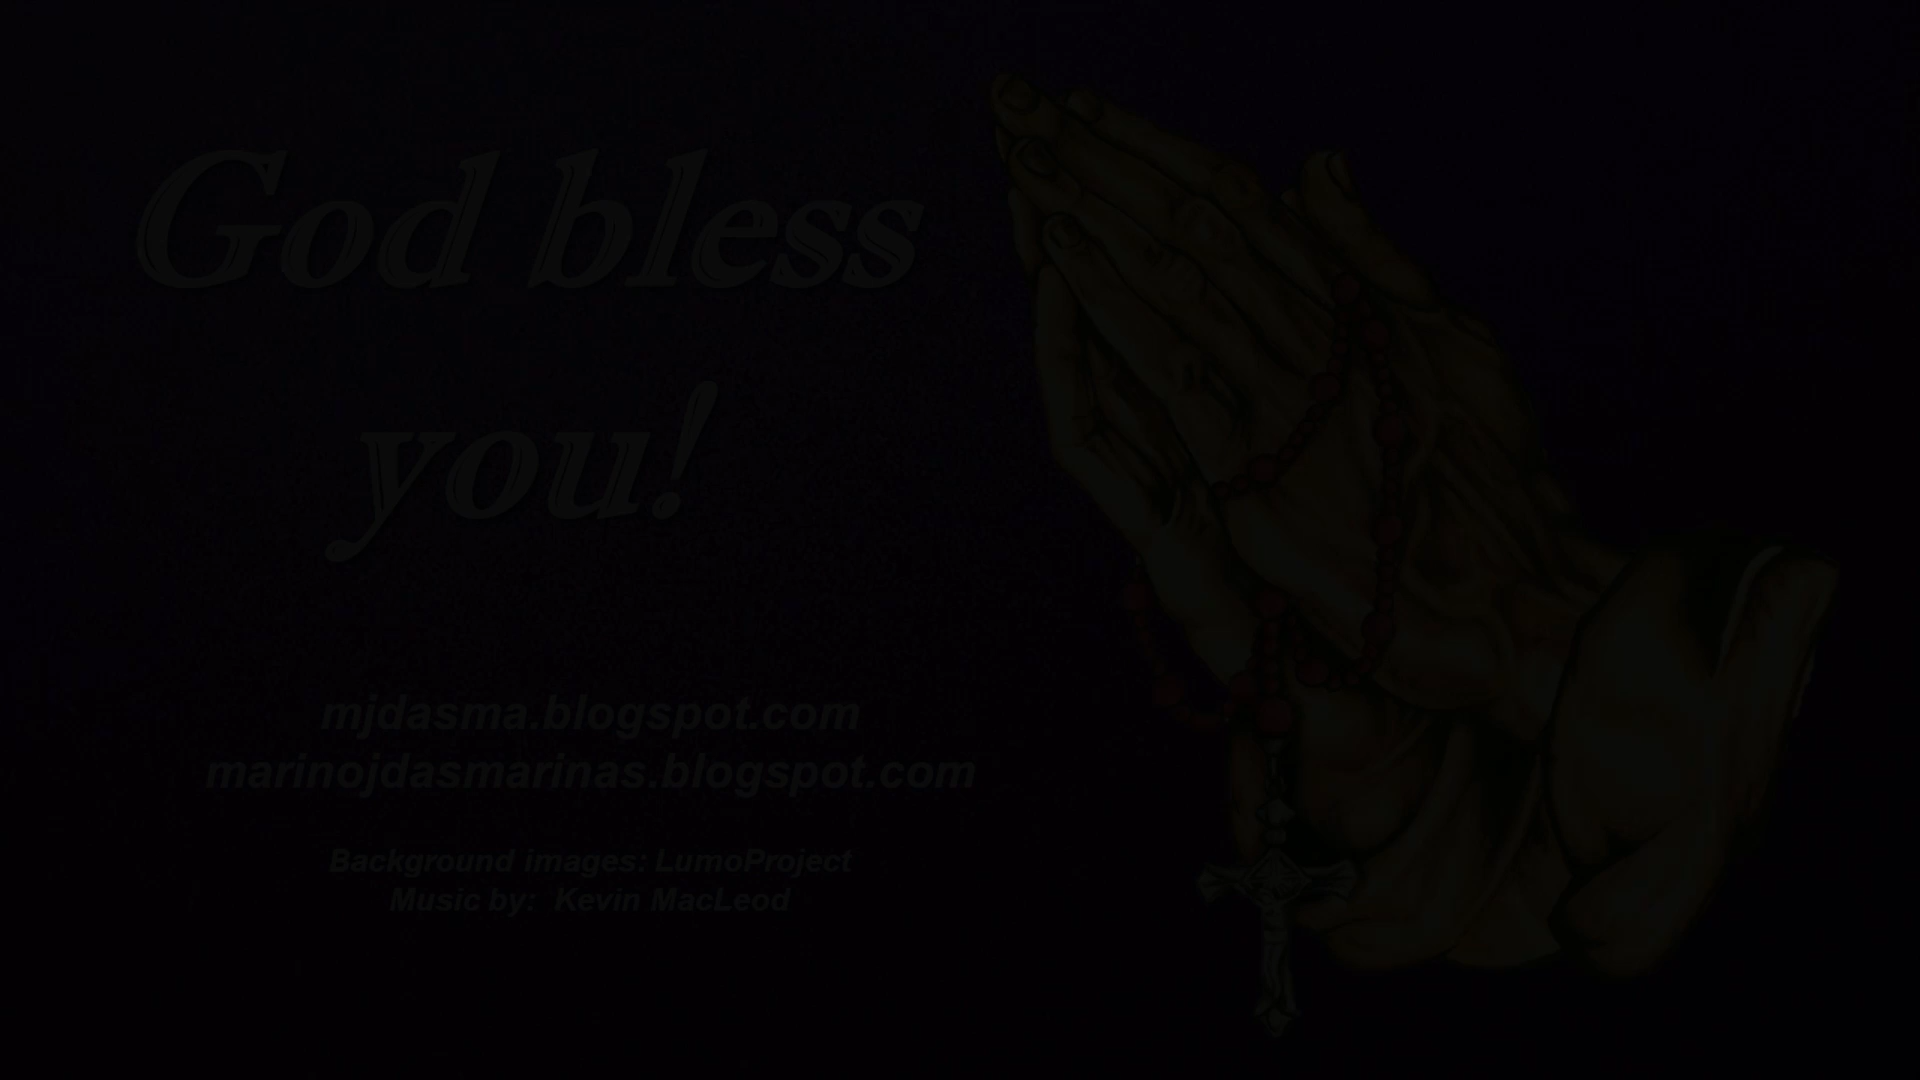 God bless
you!
mjdasma.blogspot.com
marinojdasmarinas.blogspot.com
Background images: LumoProject
Music by:  Kevin MacLeod